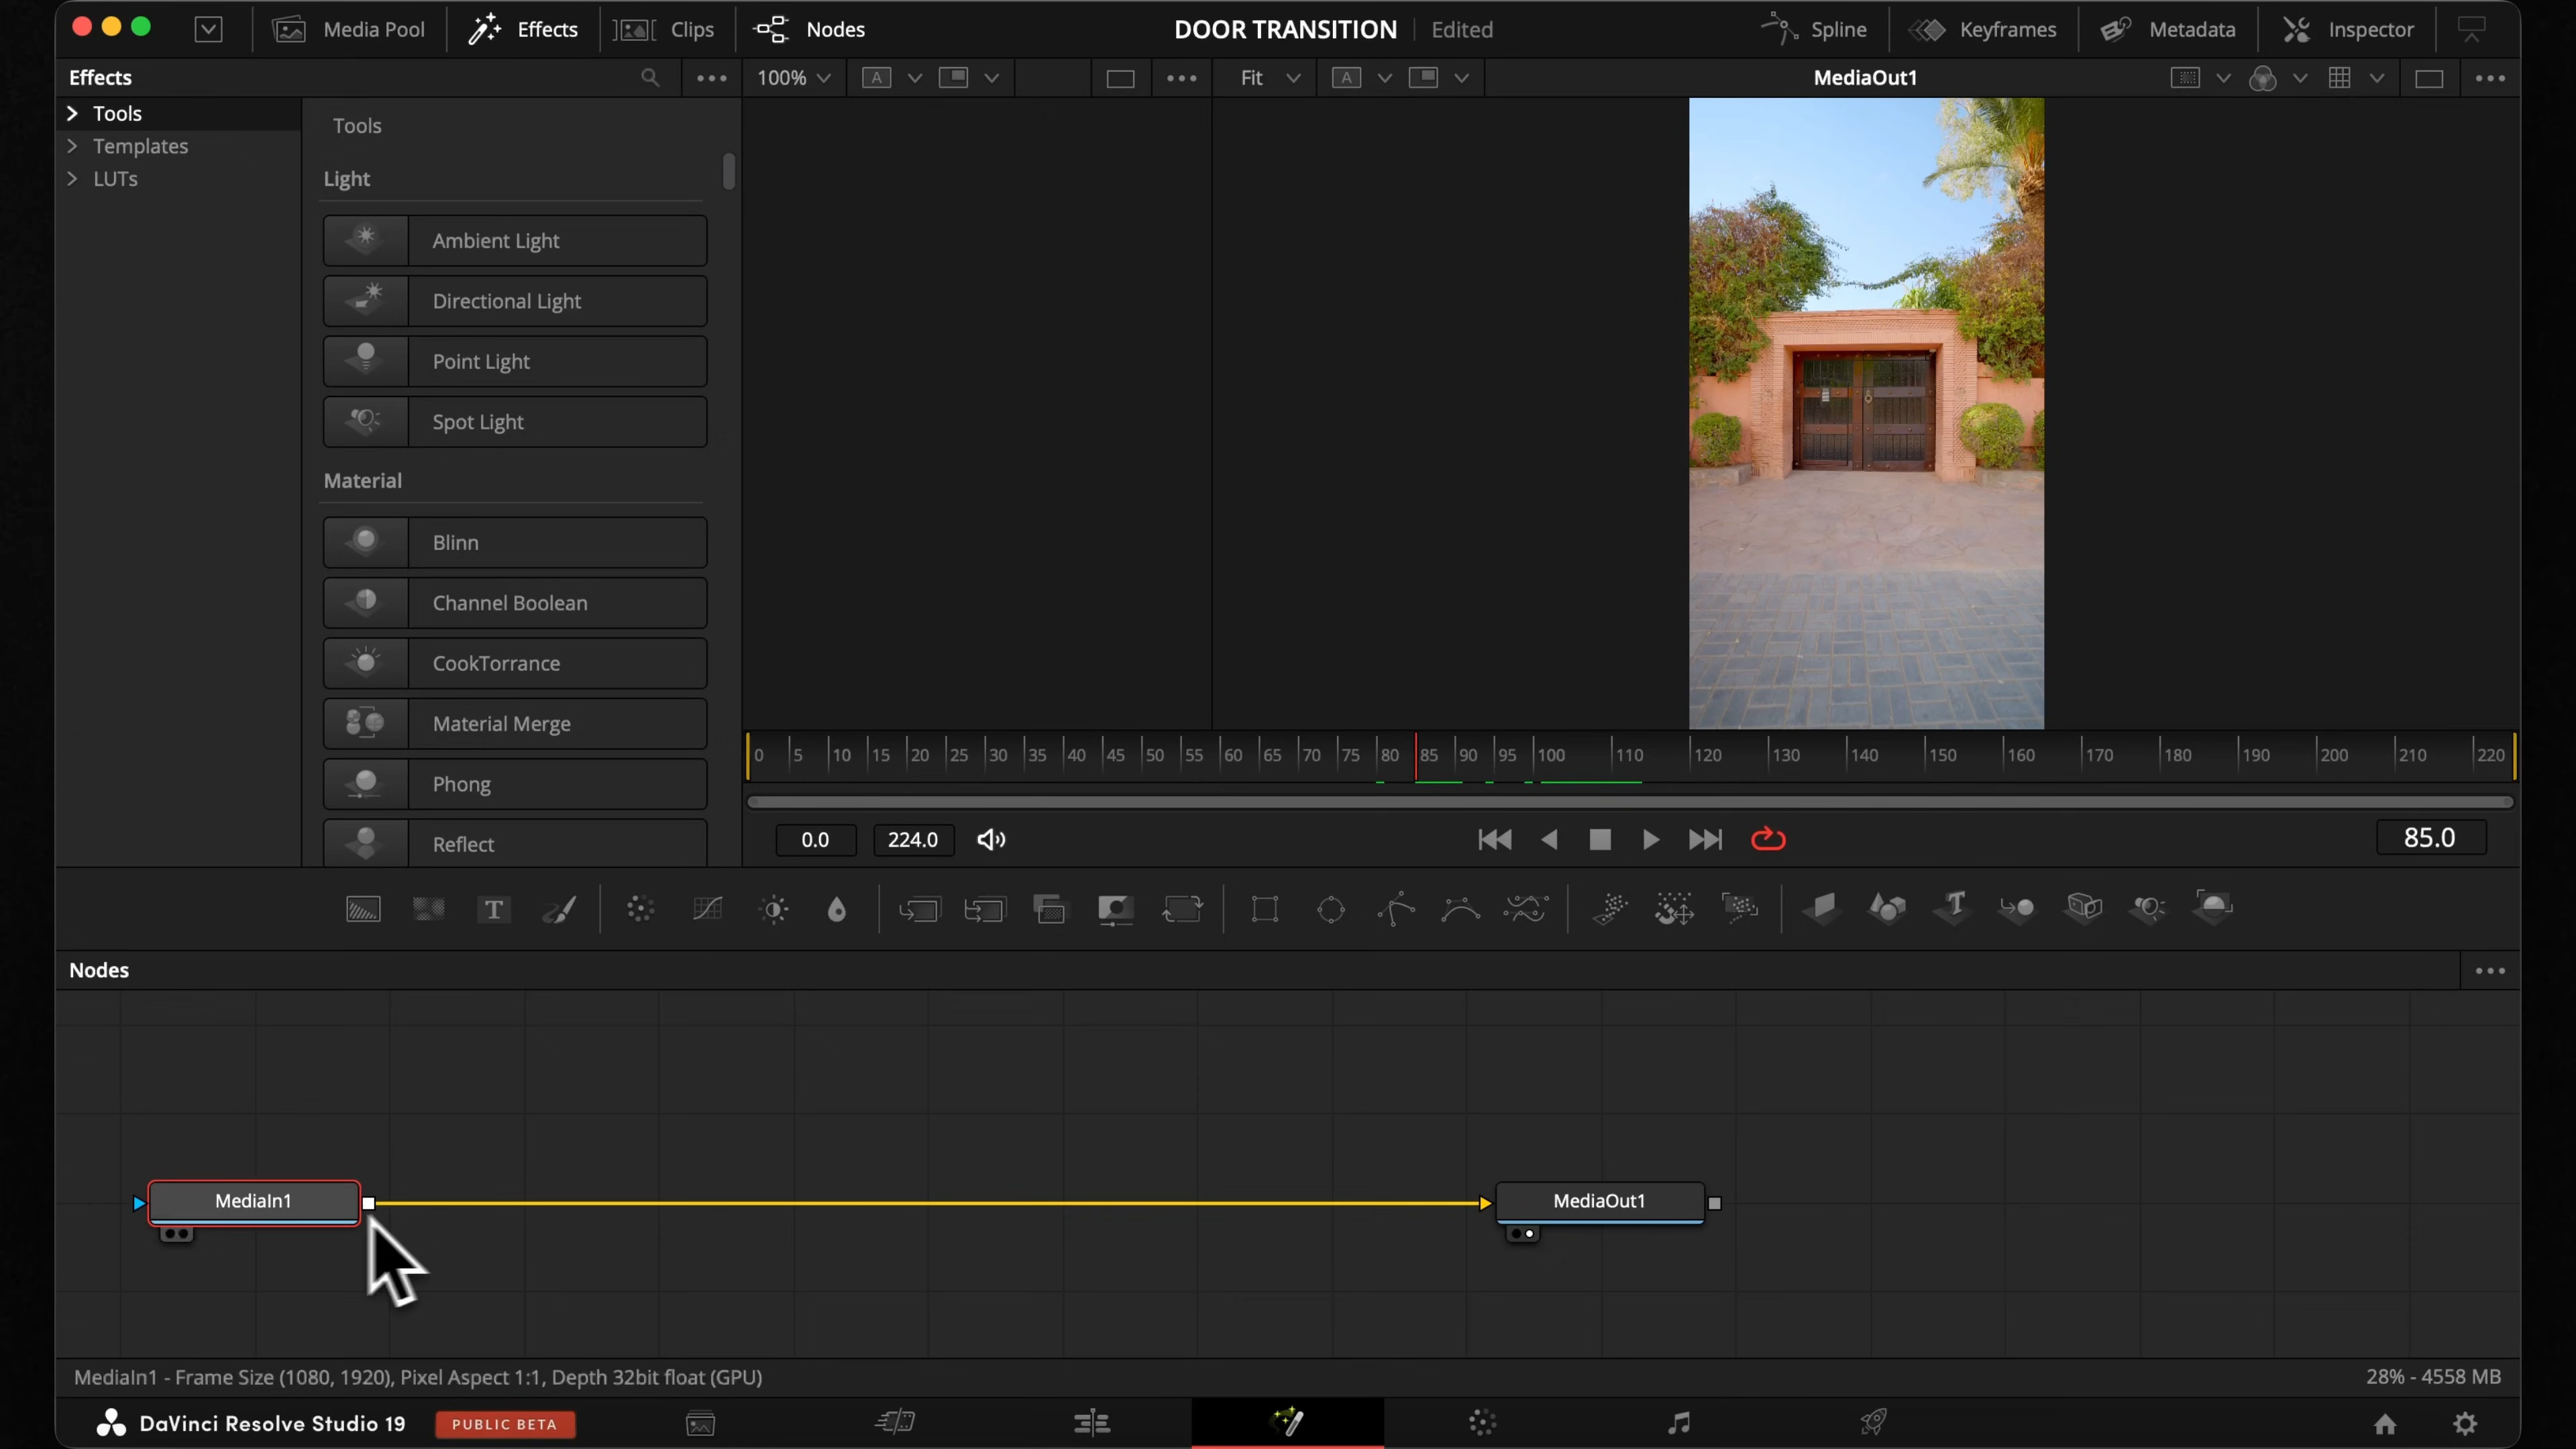 Media Pool Effects Clips Nodes DOOR TRANSITION Edited Spline Keyframes Metadata Inspector
Effects 100% A Fit A MediaOut1
Tools
Templates
LUTs
Tools
Light
Ambient Light
Directional Light
Point Light
Spot Light
Material
Blinn
Channel Boolean
CookTorrance
Material Merge
Phong
Reflect
0 5 10 15 20 25 30 35 40 45 50 55 60 65 70 75 80 85 90 95 100 110 120 130 140 150 160 170 180 190 200 210 220
0.0 224.0 85.0
T
Nodes
MediaIn1 MediaOut1
MediaIn1 - Frame Size (1080, 1920), Pixel Aspect 1:1, Depth 32bit float (GPU) 28% - 4558 MB
DaVinci Resolve Studio 19 PUBLIC BETA